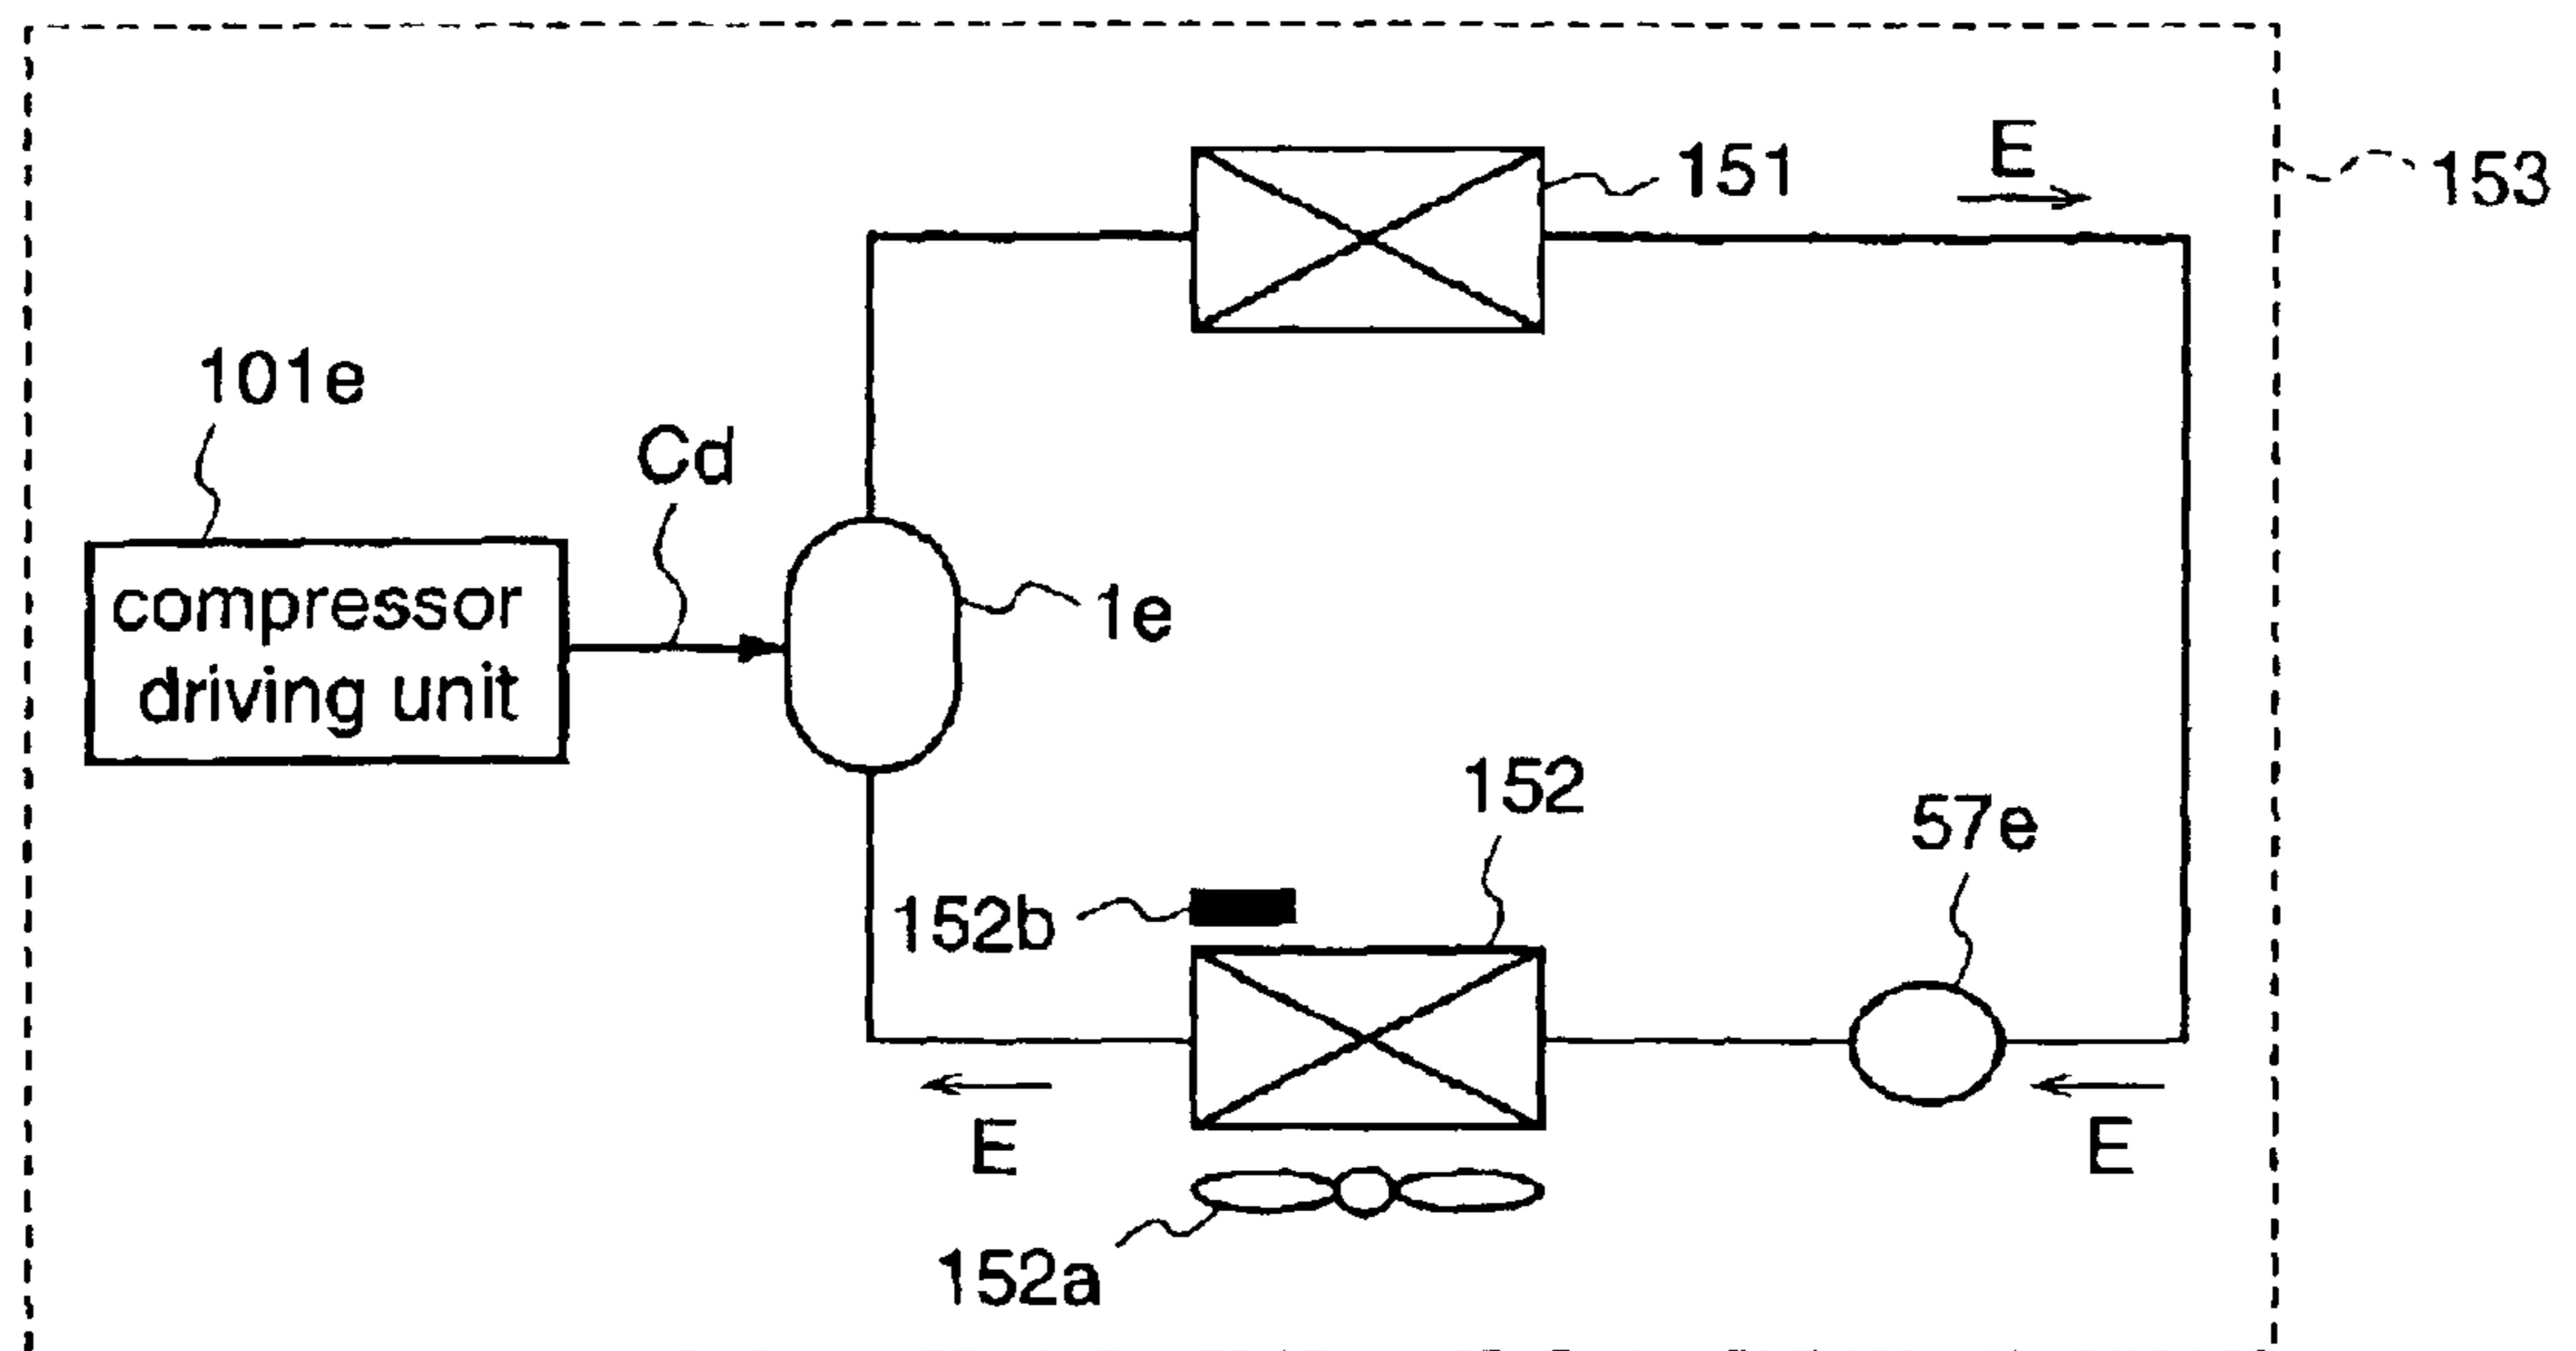 E
151
153
101e
Cd
compressor
driving unit
1e
152
57e
152b
E
E
152a